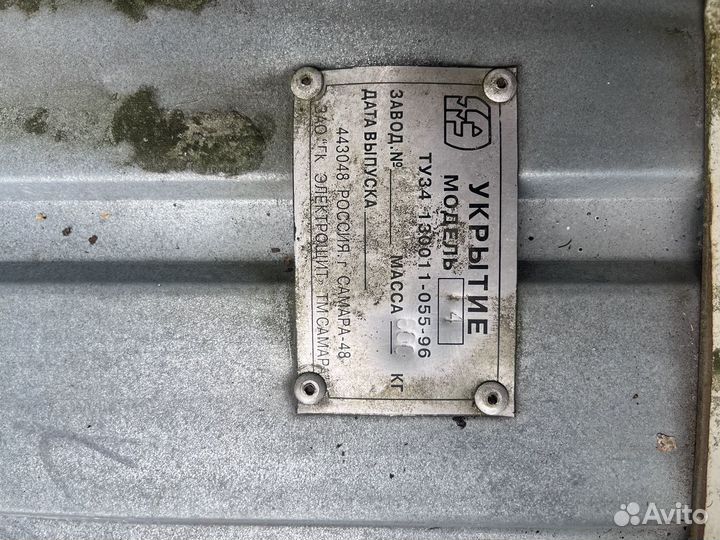 УКРЫТИЕ
МОДЕЛЬ 4
ТУ34 130011-055-96
ЗАВОД.№ МАССА КГ
ДАТА ВЫПУСКА
443048 РОССИЯ.г САМАРА-48
ЗАО "ГК ЭЛЕКТРОЩИТ" ТМ САМАРА
Avito